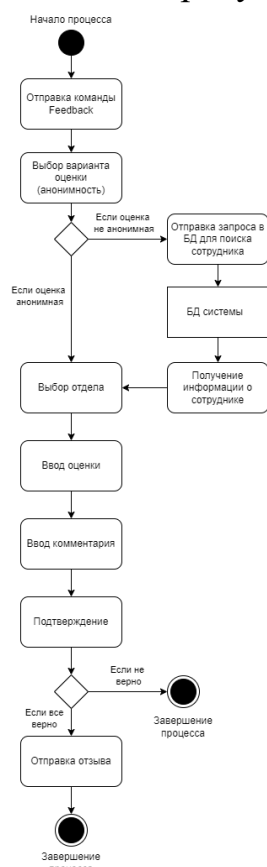 Начало процесса
Отправка команды
Feedback
Выбор варианта
оценки
(анонимность)
Если оценка
не анонимная
Отправка запроса в
БД для поиска
сотрудника
Если оценка
анонимная
БД системы
Получение
информации о
сотруднике
Выбор отдела
Ввод оценки
Ввод комментария
Подтверждение
Если не
верно
Завершение
процесса
Если все
верно
Отправка отзыва
Завершение